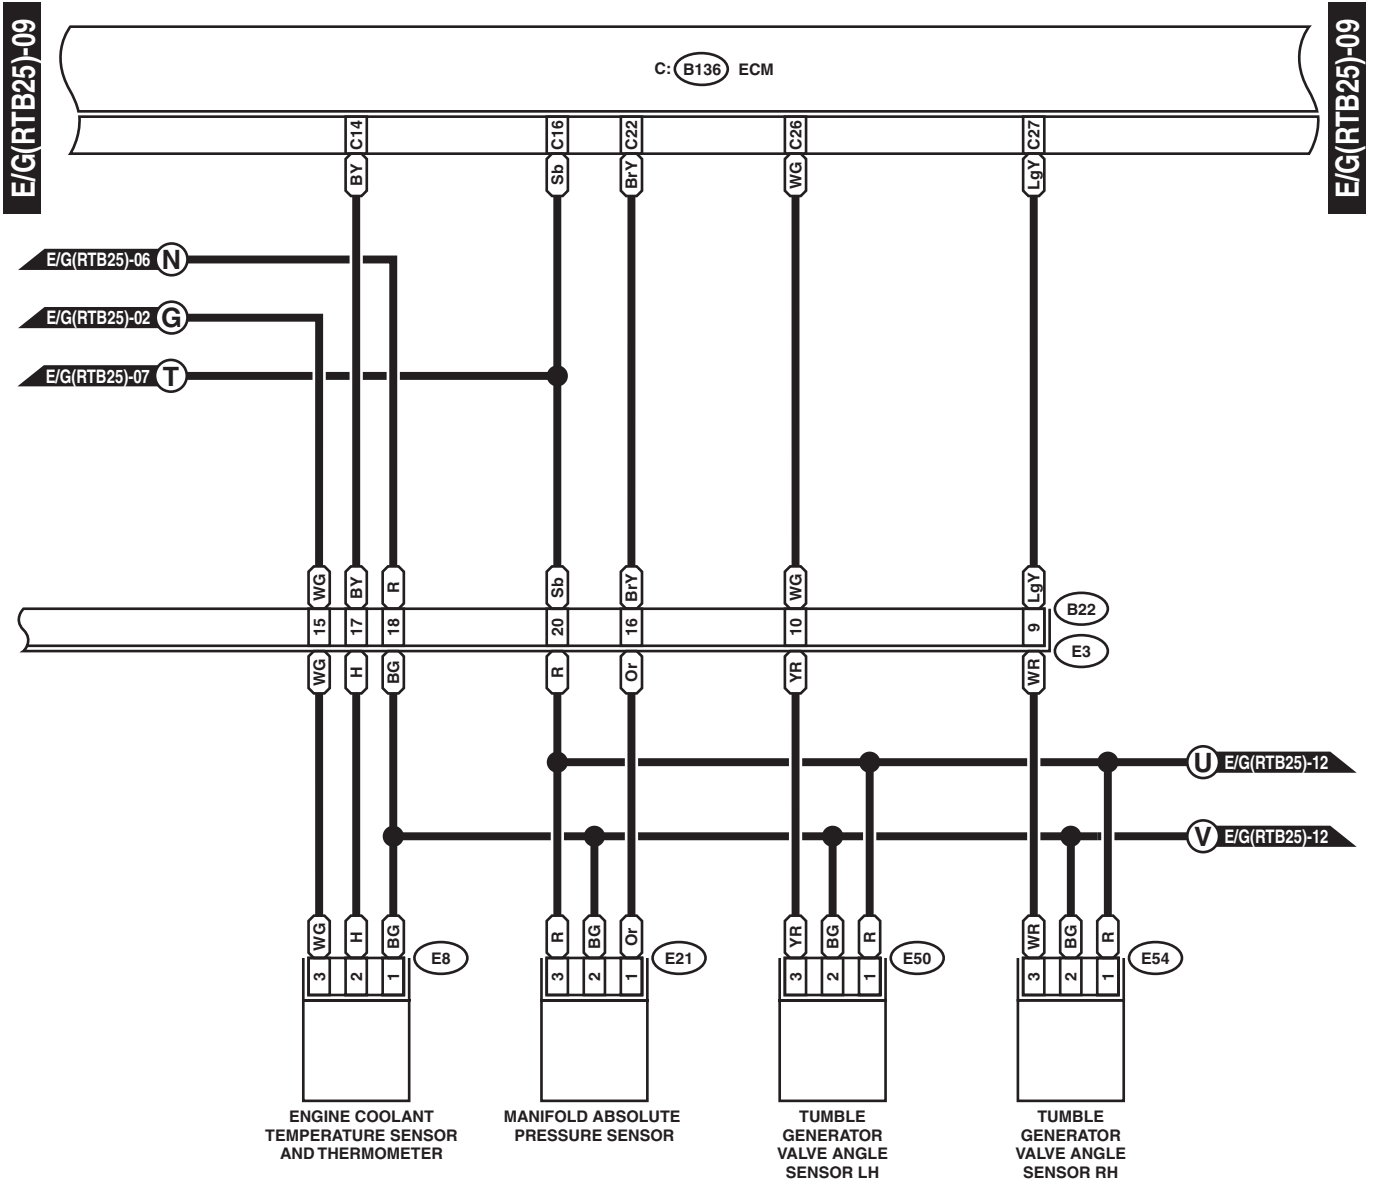 E/G(RTB25)-09
E/G(RTB25)-09
C: B136 ECM
C14 C16 C22 C26 C27
BY Sb BrY WG LgY
E/G(RTB25)-06 N
E/G(RTB25)-02 G
E/G(RTB25)-07 T
WG BY R Sb BrY WG LgY
B22
15 17 18 20 16 10 9
E3
WG H BG R Or YR WR
U E/G(RTB25)-12
V E/G(RTB25)-12
WG H BG R BG Or YR BG R WR BG R
E8 E21 E50 E54
3 2 1 3 2 1 3 2 1 3 2 1
ENGINE COOLANT
TEMPERATURE SENSOR
AND THERMOMETER
MANIFOLD ABSOLUTE
PRESSURE SENSOR
TUMBLE
GENERATOR
VALVE ANGLE
SENSOR LH
TUMBLE
GENERATOR
VALVE ANGLE
SENSOR RH